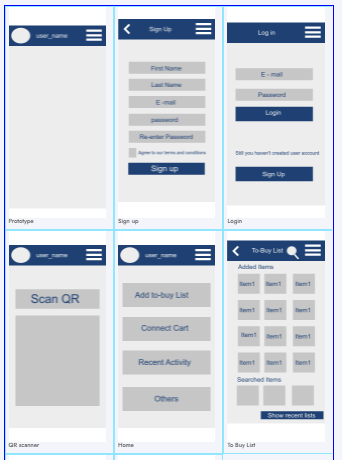 user_name
Prototype
Sign Up
First Name
Last Name
E -mail
password
Re-enter Password
Agree to our terms and conditions
Sign up
Sign up
Log in
E - mail
Password
Login
Still you haven't created user account
Sign Up
Login
user_name
Scan QR
QR scanner
user_name
Add to-buy List
Connect Cart
Recent Activity
Others
Home
To-Buy List
Added Items
Item1 Item1 Item1
Item1 Item1 Item1
Item1 Item1 Item1
Item1 Item1 Item1
Searched items
Show recent lists
To Buy List